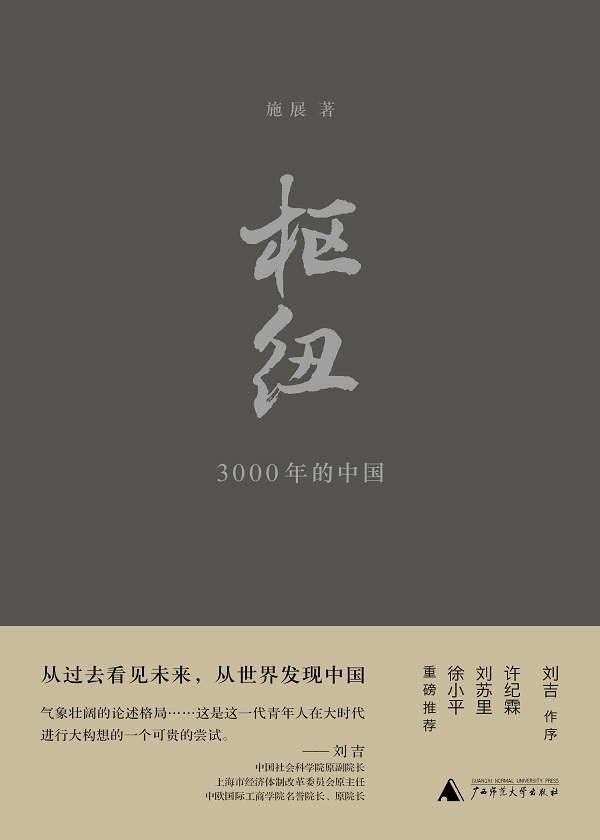 施展 著
枢纽
3000年的中国
从过去看见未来，从世界发现中国
气象壮阔的论述格局……这是这一代青年人在大时代
进行大构想的一个可贵的尝试。
——刘吉
中国社会科学院原副院长
上海市经济体制改革委员会原主任
中欧国际工商学院名誉院长、原院长
刘吉 作序
许纪霖
刘苏里
徐小平
重磅推荐
GUANGXI NORMAL UNIVERSITY PRESS
广西师范大学出版社